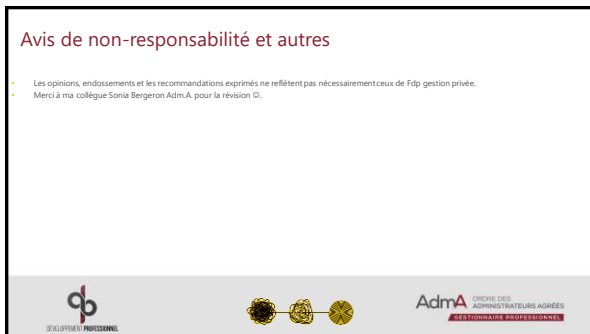 Avis de non-responsabilité et autres
Les opinions, endossements et les recommandations exprimés ne reflètent pas nécessairement ceux de Fdp gestion privée.
Merci à ma collègue Sonia Bergeron Adm.A. pour la révision ☺.
DÉVELOPPEMENT PROFESSIONNEL
AdmA ORDRE DES
ADMINISTRATEURS AGRÉÉS
GESTIONNAIRE PROFESSIONNEL